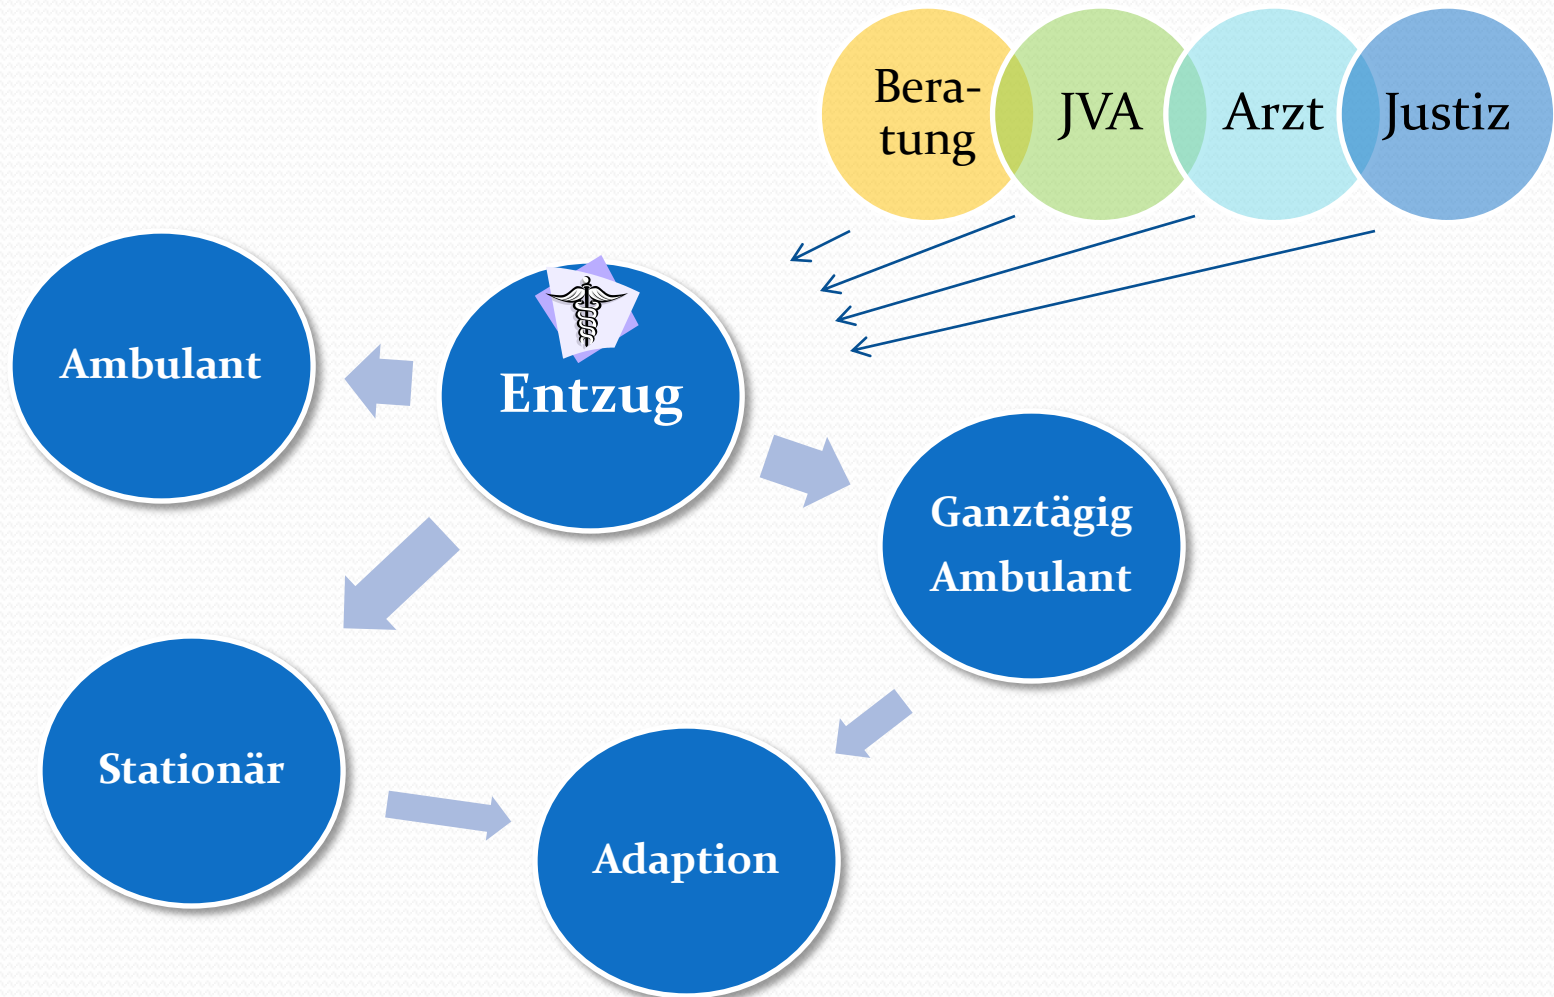 Bera-
tung
JVA
Arzt
Justiz
Ambulant
Entzug
Ganztägig
Ambulant
Stationär
Adaption